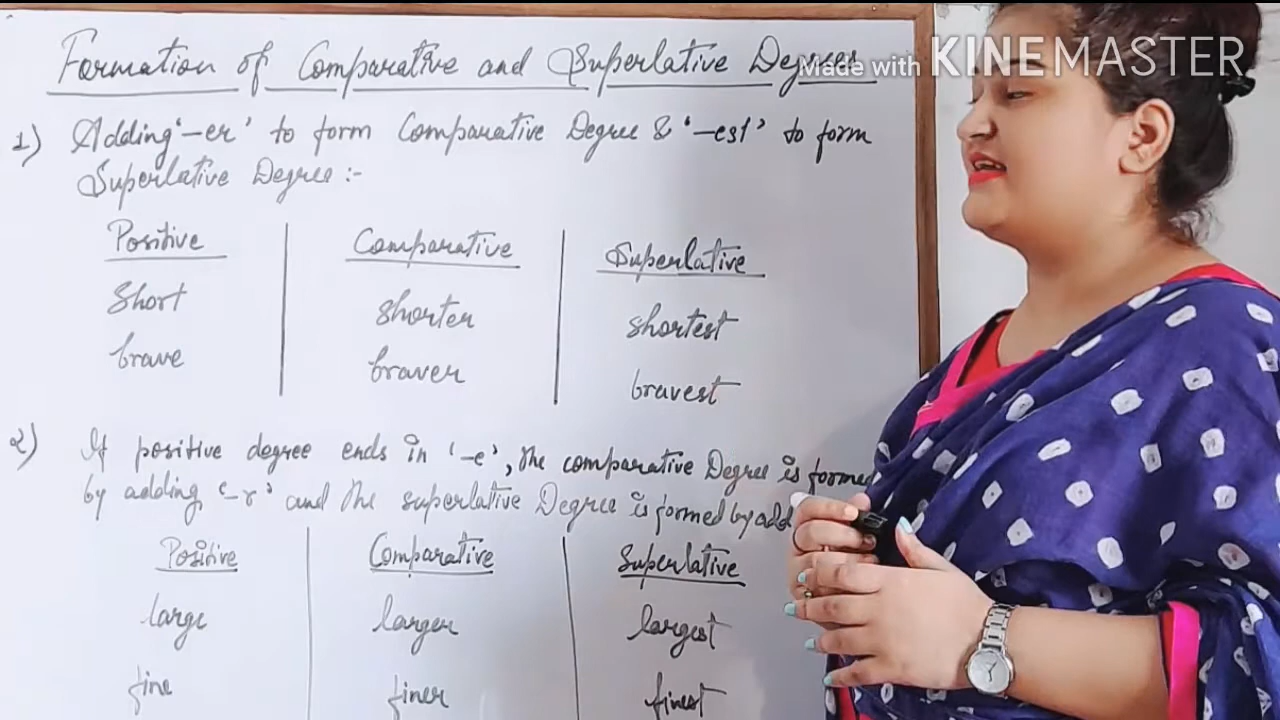 Formation of Comparative and Superlative Degrees
Made with KINEMASTER
1) Adding '-er' to form Comparative Degree & '-est' to form
Superlative Degree :-
Positive Comparative Superlative
Short shorter shortest
brave braver bravest
2) If positive degree ends in '-e', the comparative Degree is formed
by adding '-r' and the superlative Degree is formed by add
Positive Comparative Superlative
large larger largest
fine finer finest